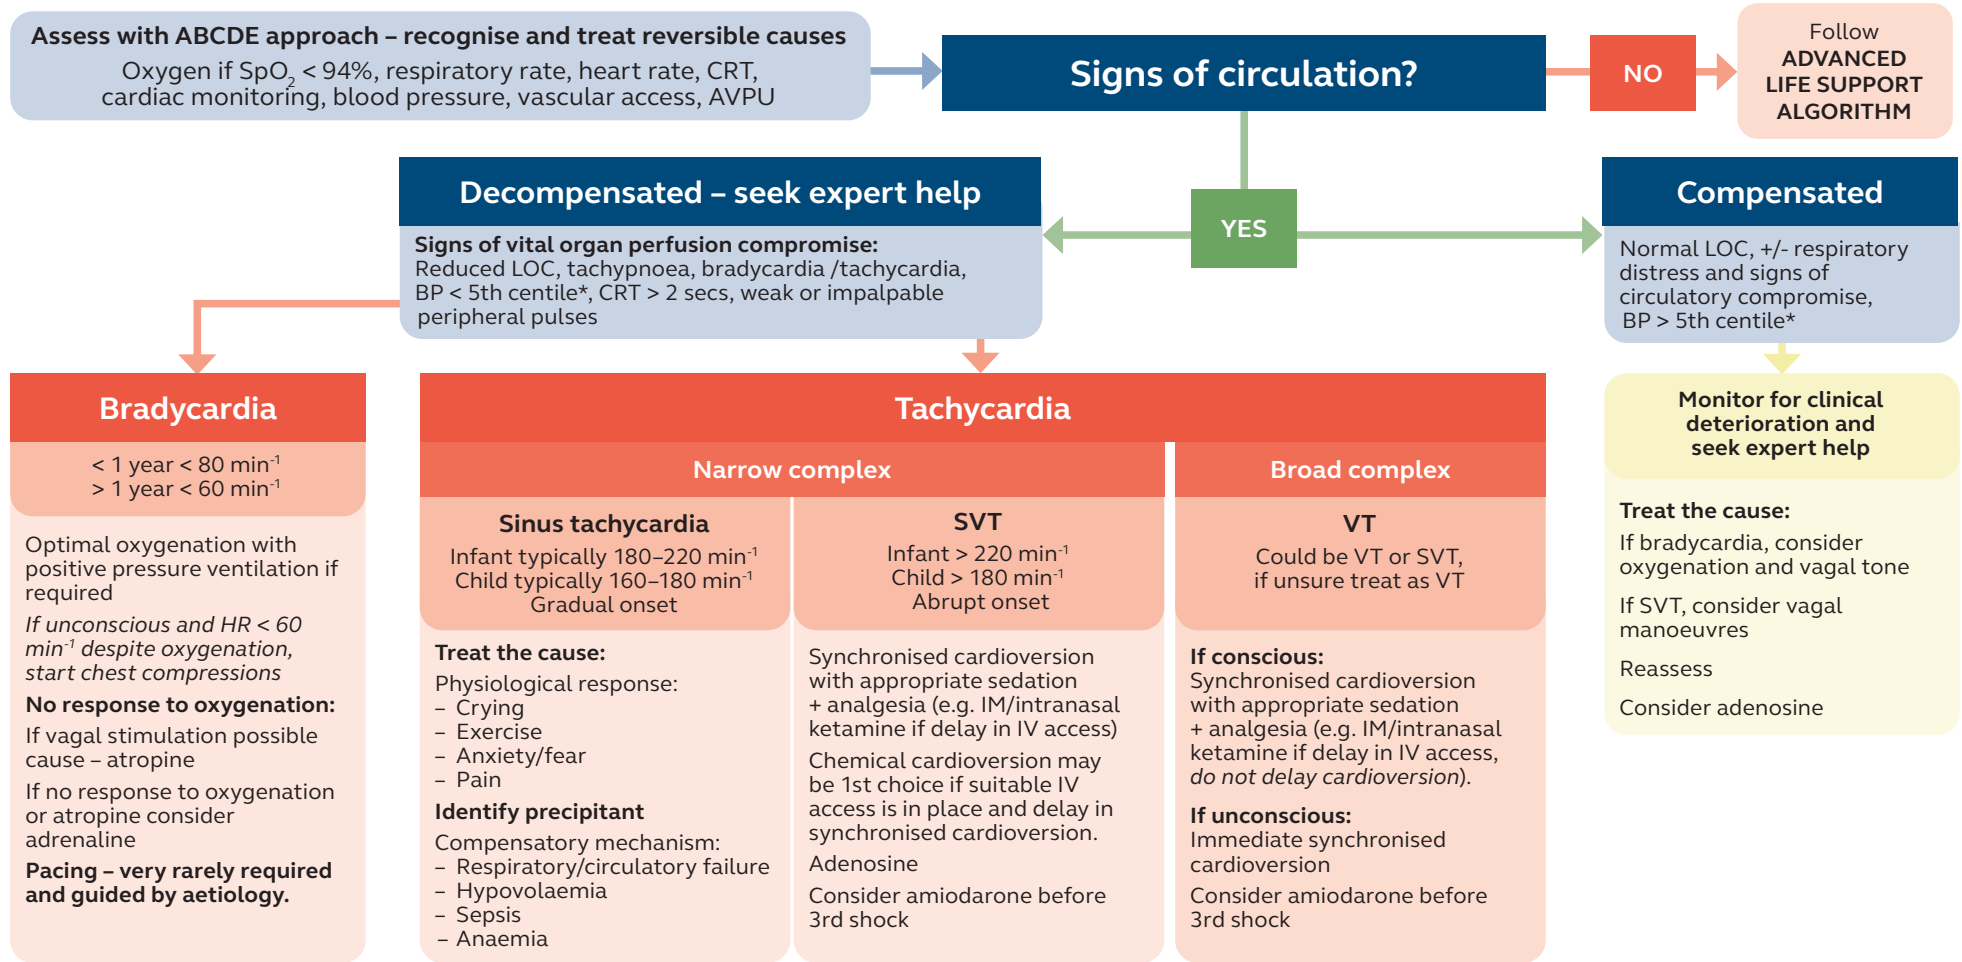 Assess with ABCDE approach – recognise and treat reversible causes
Oxygen if SpO₂ < 94%, respiratory rate, heart rate, CRT,
cardiac monitoring, blood pressure, vascular access, AVPU
Signs of circulation?
NO
Follow
ADVANCED
LIFE SUPPORT
ALGORITHM
YES
Decompensated – seek expert help
Signs of vital organ perfusion compromise:
Reduced LOC, tachypnoea, bradycardia /tachycardia,
BP < 5th centile*, CRT > 2 secs, weak or impalpable
peripheral pulses
Compensated
Normal LOC, +/- respiratory
distress and signs of
circulatory compromise,
BP > 5th centile*
Bradycardia
< 1 year < 80 min⁻¹
> 1 year < 60 min⁻¹
Optimal oxygenation with
positive pressure ventilation if
required
If unconscious and HR < 60
min⁻¹ despite oxygenation,
start chest compressions
No response to oxygenation:
If vagal stimulation possible
cause – atropine
If no response to oxygenation
or atropine consider
adrenaline
Pacing – very rarely required
and guided by aetiology.
Tachycardia
Narrow complex
Sinus tachycardia
Infant typically 180–220 min⁻¹
Child typically 160–180 min⁻¹
Gradual onset
Treat the cause:
Physiological response:
– Crying
– Exercise
– Anxiety/fear
– Pain
Identify precipitant
Compensatory mechanism:
– Respiratory/circulatory failure
– Hypovolaemia
– Sepsis
– Anaemia
SVT
Infant > 220 min⁻¹
Child > 180 min⁻¹
Abrupt onset
Synchronised cardioversion
with appropriate sedation
+ analgesia (e.g. IM/intranasal
ketamine if delay in IV access)
Chemical cardioversion may
be 1st choice if suitable IV
access is in place and delay in
synchronised cardioversion.
Adenosine
Consider amiodarone before
3rd shock
Broad complex
VT
Could be VT or SVT,
if unsure treat as VT
If conscious:
Synchronised cardioversion
with appropriate sedation
+ analgesia (e.g. IM/intranasal
ketamine if delay in IV access,
do not delay cardioversion).
If unconscious:
Immediate synchronised
cardioversion
Consider amiodarone before
3rd shock
Monitor for clinical
deterioration and
seek expert help
Treat the cause:
If bradycardia, consider
oxygenation and vagal tone
If SVT, consider vagal
manoeuvres
Reassess
Consider adenosine